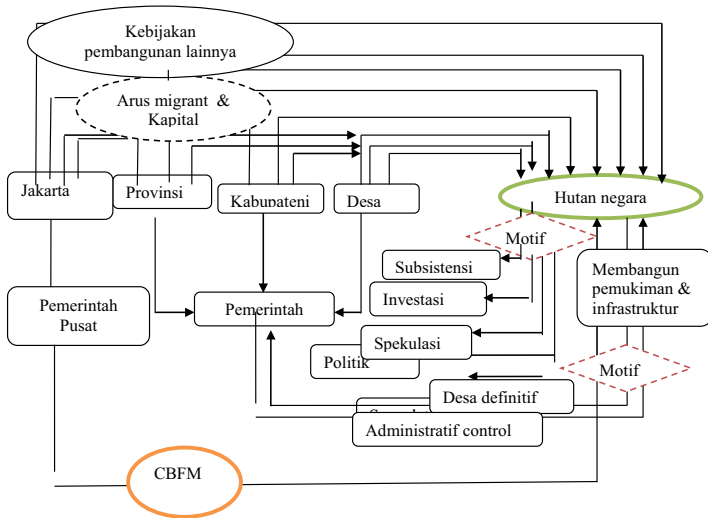 Kebijakan
pembangunan lainnya
Arus migrant &
Kapital
Jakarta
Provinsi
Kabupateni
Desa
Hutan negara
Motif
Subsistensi
Investasi
Membangun
pemukiman &
infrastruktur
Pemerintah
Pusat
Pemerintah
Spekulasi
Politik
Motif
Desa definitif
Administratif control
CBFM